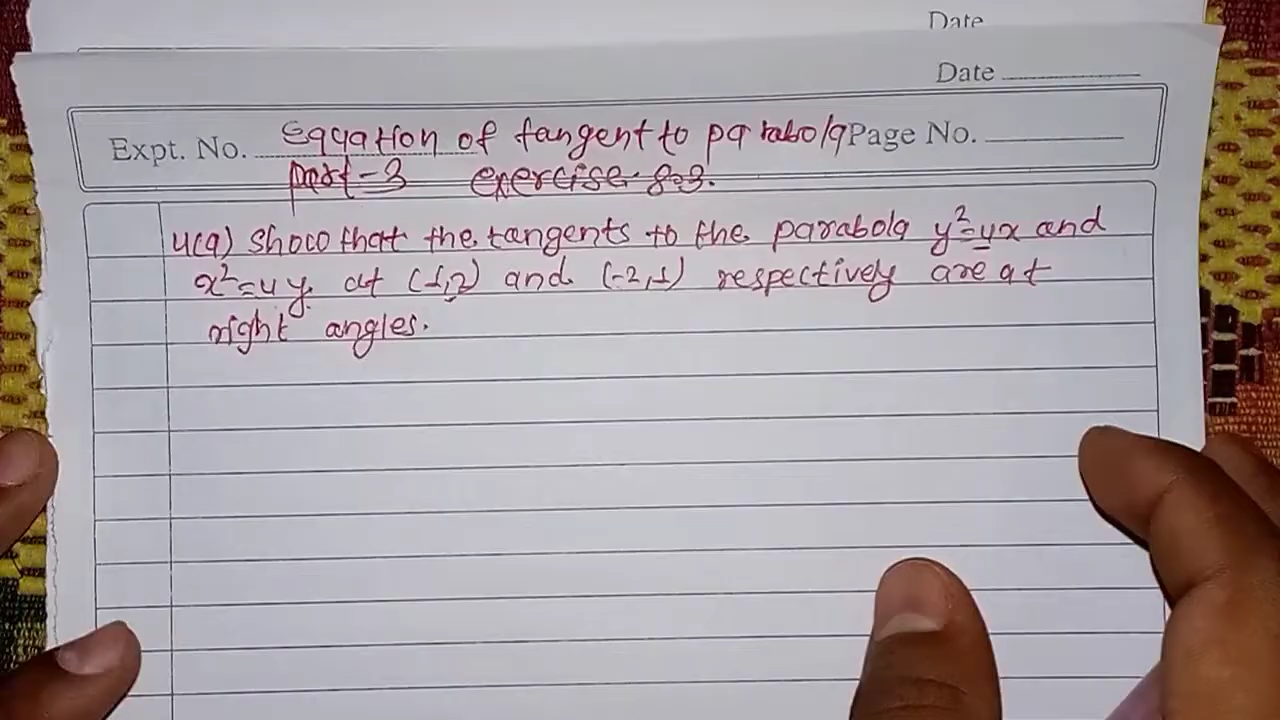 Date
Date
Expt. No. Equation of tangent to parabola Page No.
part-3 exercise 8.3.
4(a) Show that the tangents to the parabola y²=4x and
x²=4y at (1,2) and (-2,1) respectively are at
right angles.